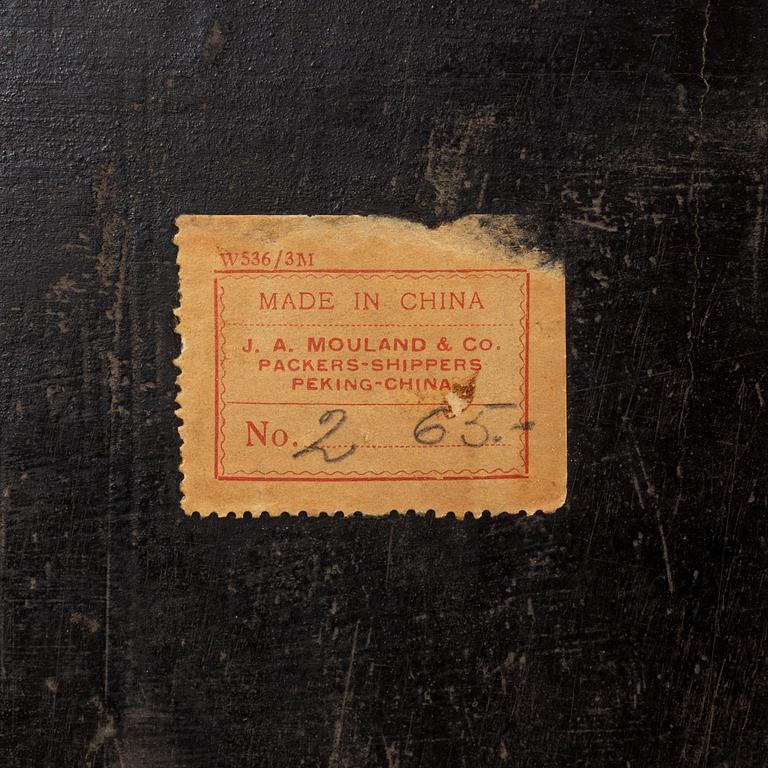 W536/3M
MADE IN CHINA
J. A. MOULAND & CO.
PACKERS-SHIPPERS
PEKING-CHINA
No. 2 65.-